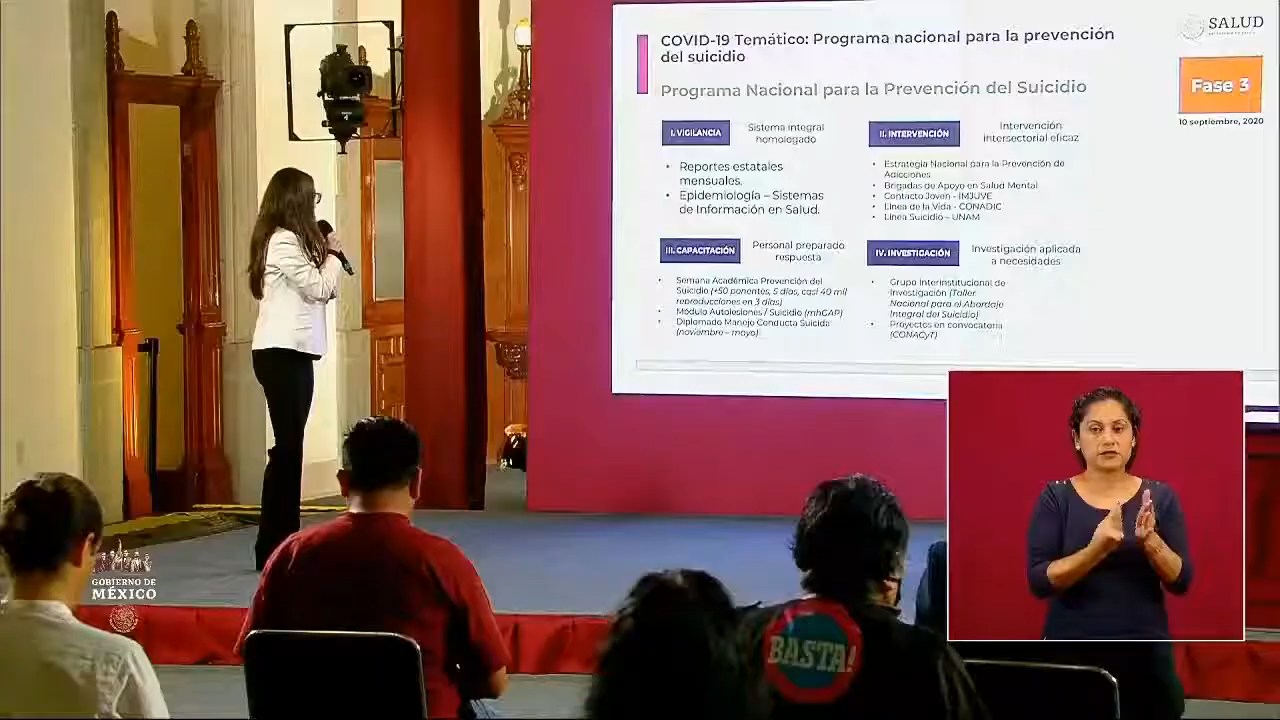 COVID-19 Temático: Programa nacional para la prevención
del suicidio
SALUD
Programa Nacional para la Prevención del Suicidio
Fase 3
10 septiembre, 2020
I. VIGILANCIA
Sistema integral
homologado
• Reportes estatales
mensuales.
• Epidemiología – Sistemas
de Información en Salud.
II. INTERVENCIÓN
Intervención
intersectorial eficaz
• Estrategia Nacional para la Prevención de
Adicciones
• Brigadas de Apoyo en Salud Mental
• Contacto Joven - IMJUVE
• Línea de la Vida - CONADIC
• Línea Suicidio – UNAM
III. CAPACITACIÓN
Personal preparado
respuesta
• Semana Académica Prevención del
Suicidio (+50 ponentes, 5 días, casi 40 mil
reproducciones en 3 días)
• Módulo Autolesiones / Suicidio (mhGAP)
• Diplomado Manejo Conducta Suicida
(noviembre – mayo)
IV. INVESTIGACIÓN
Investigación aplicada
a necesidades
• Grupo Interinstitucional de
Investigación (Taller
Nacional para el Abordaje
Integral del Suicidio)
• Proyectos en convocatoria
(CONACyT)
GOBIERNO DE
MÉXICO
BASTA!